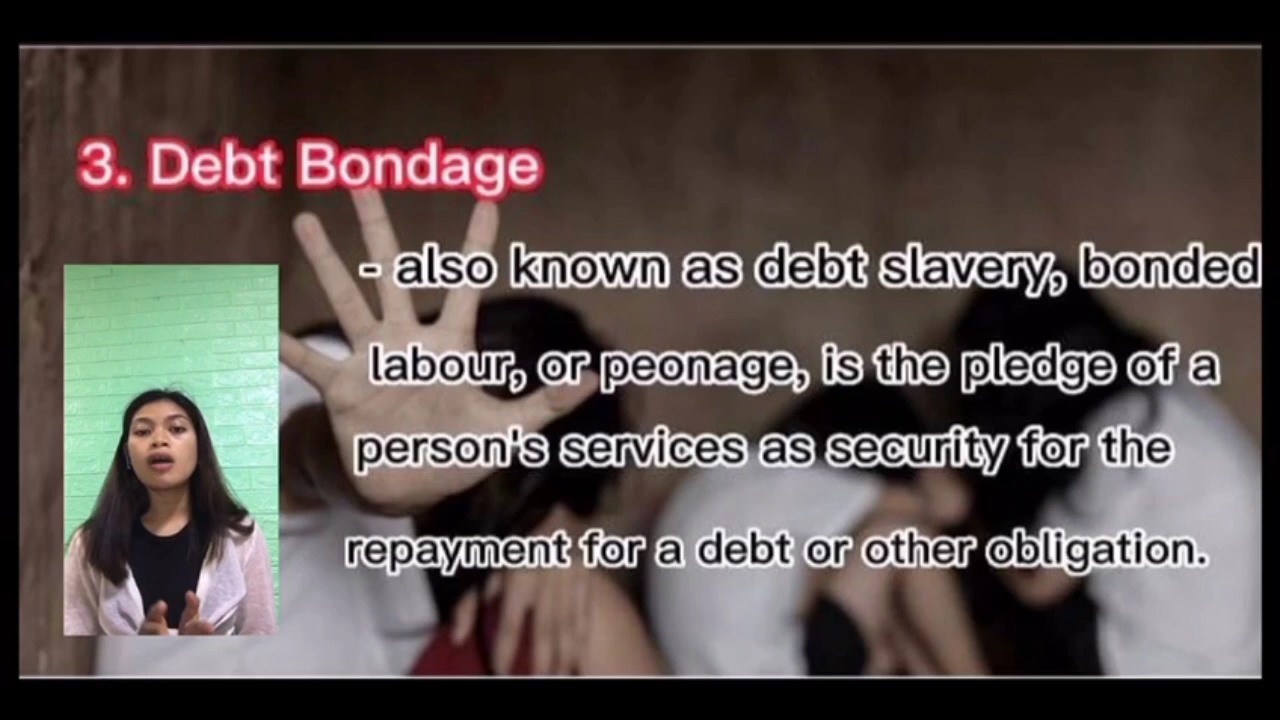 3. Debt Bondage
- also known as debt slavery, bonded
labour, or peonage, is the pledge of a
person's services as security for the
repayment for a debt or other obligation.